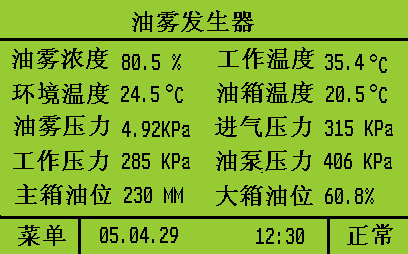 油雾发生器
油雾浓度 80.5 % 工作温度 35.4℃
环境温度 24.5℃ 油箱温度 20.5℃
油雾压力 4.92KPa 进气压力 315 KPa
工作压力 285 KPa 油泵压力 406 KPa
主箱油位 230 MM 大箱油位 60.8%
菜单 05.04.29 12:30 正常